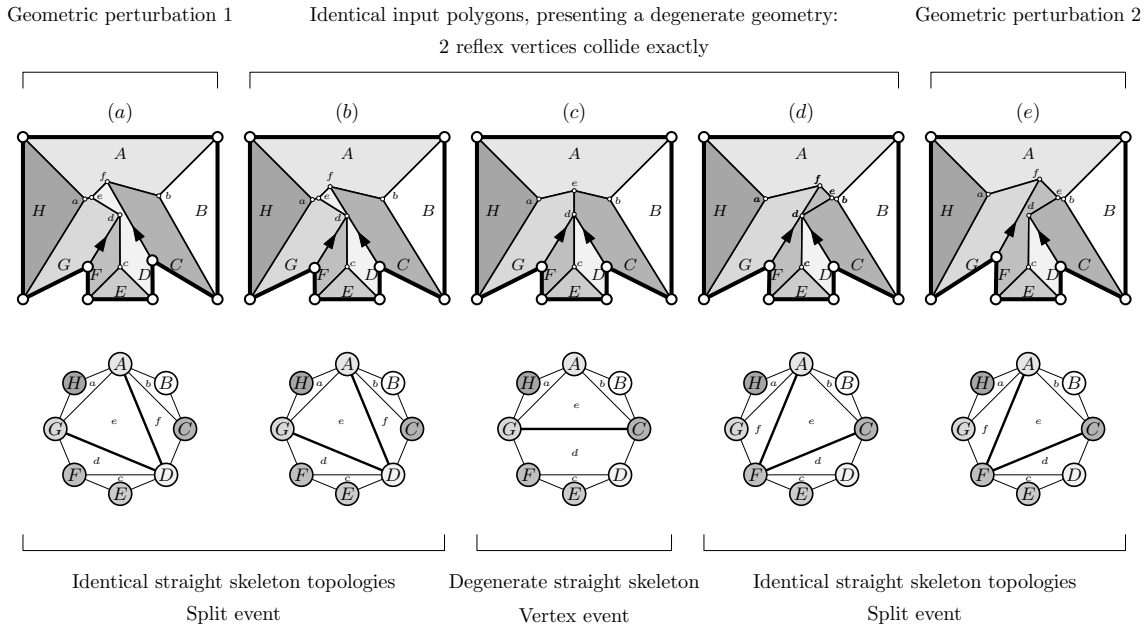 Geometric perturbation 1
Identical input polygons, presenting a degenerate geometry:
2 reflex vertices collide exactly
Geometric perturbation 2
(a)
(b)
(c)
(d)
(e)
A
f
a
e
b
d
H
B
G
F
c
D
C
E
A
f
a
e
b
d
H
B
G
F
c
D
C
E
A
e
a
b
d
H
B
G
F
c
D
C
E
A
f
a
e
b
d
H
B
G
F
c
D
C
E
A
f
a
e
b
d
H
B
G
F
c
D
C
E
A
H
a
b
B
G
e
f
C
d
F
c
D
E
A
H
a
b
B
G
e
f
C
d
F
c
D
E
A
H
a
b
B
e
G
C
d
F
c
D
E
A
H
a
b
B
G
f
e
C
d
F
c
D
E
A
H
a
b
B
G
f
e
C
d
F
c
D
E
Identical straight skeleton topologies
Split event
Degenerate straight skeleton
Vertex event
Identical straight skeleton topologies
Split event